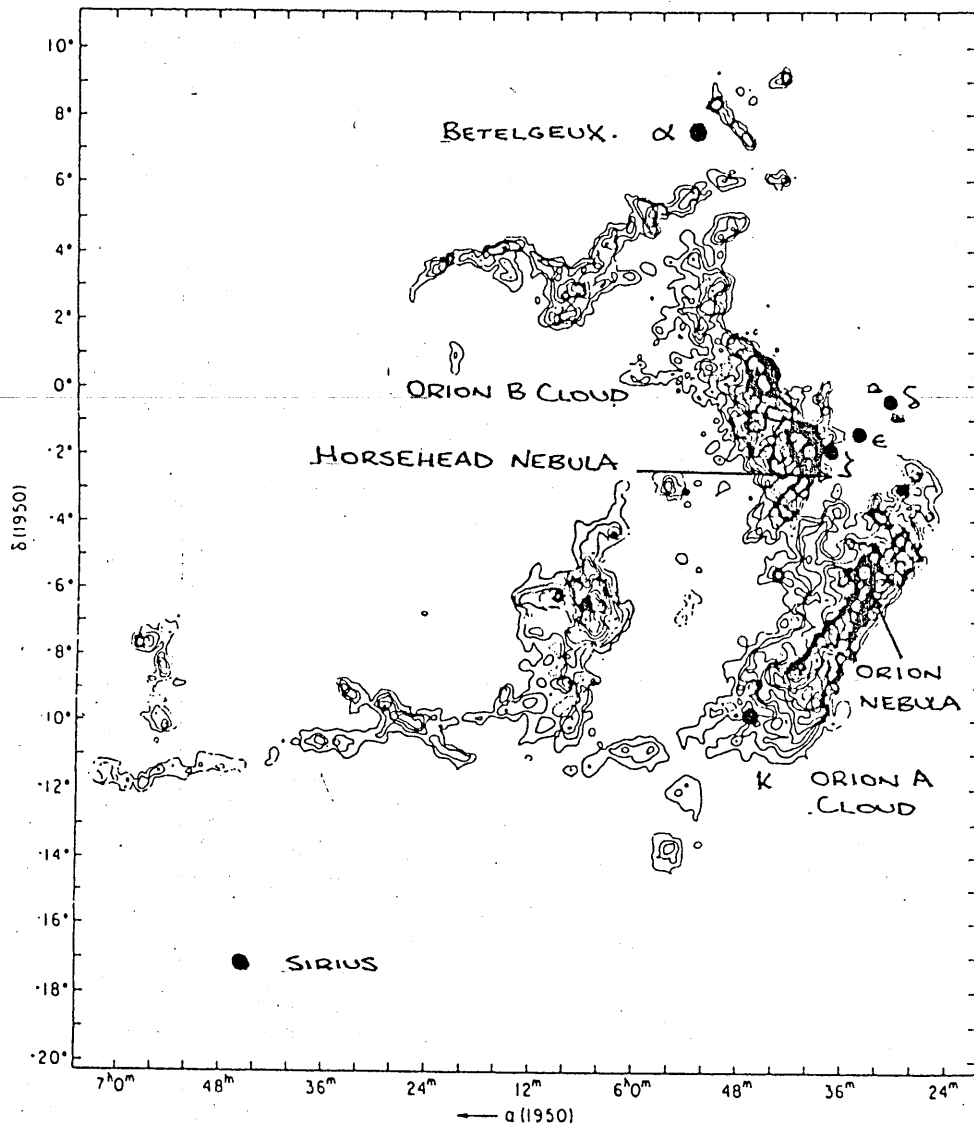 10°
8°
BETELGEUX. α
6°
4°
2°
0°
ORION B CLOUD
δ
ε
-2°
HORSEHEAD NEBULA
ζ
-4°
δ(1950)
-6°
-8°
ORION
NEBULA
-10°
-12°
K ORION A
CLOUD
-14°
-16°
SIRIUS
-18°
-20°
7ʰ0ᵐ 48ᵐ 36ᵐ 24ᵐ 12ᵐ 6ʰ0ᵐ 48ᵐ 36ᵐ 24ᵐ
← α(1950)